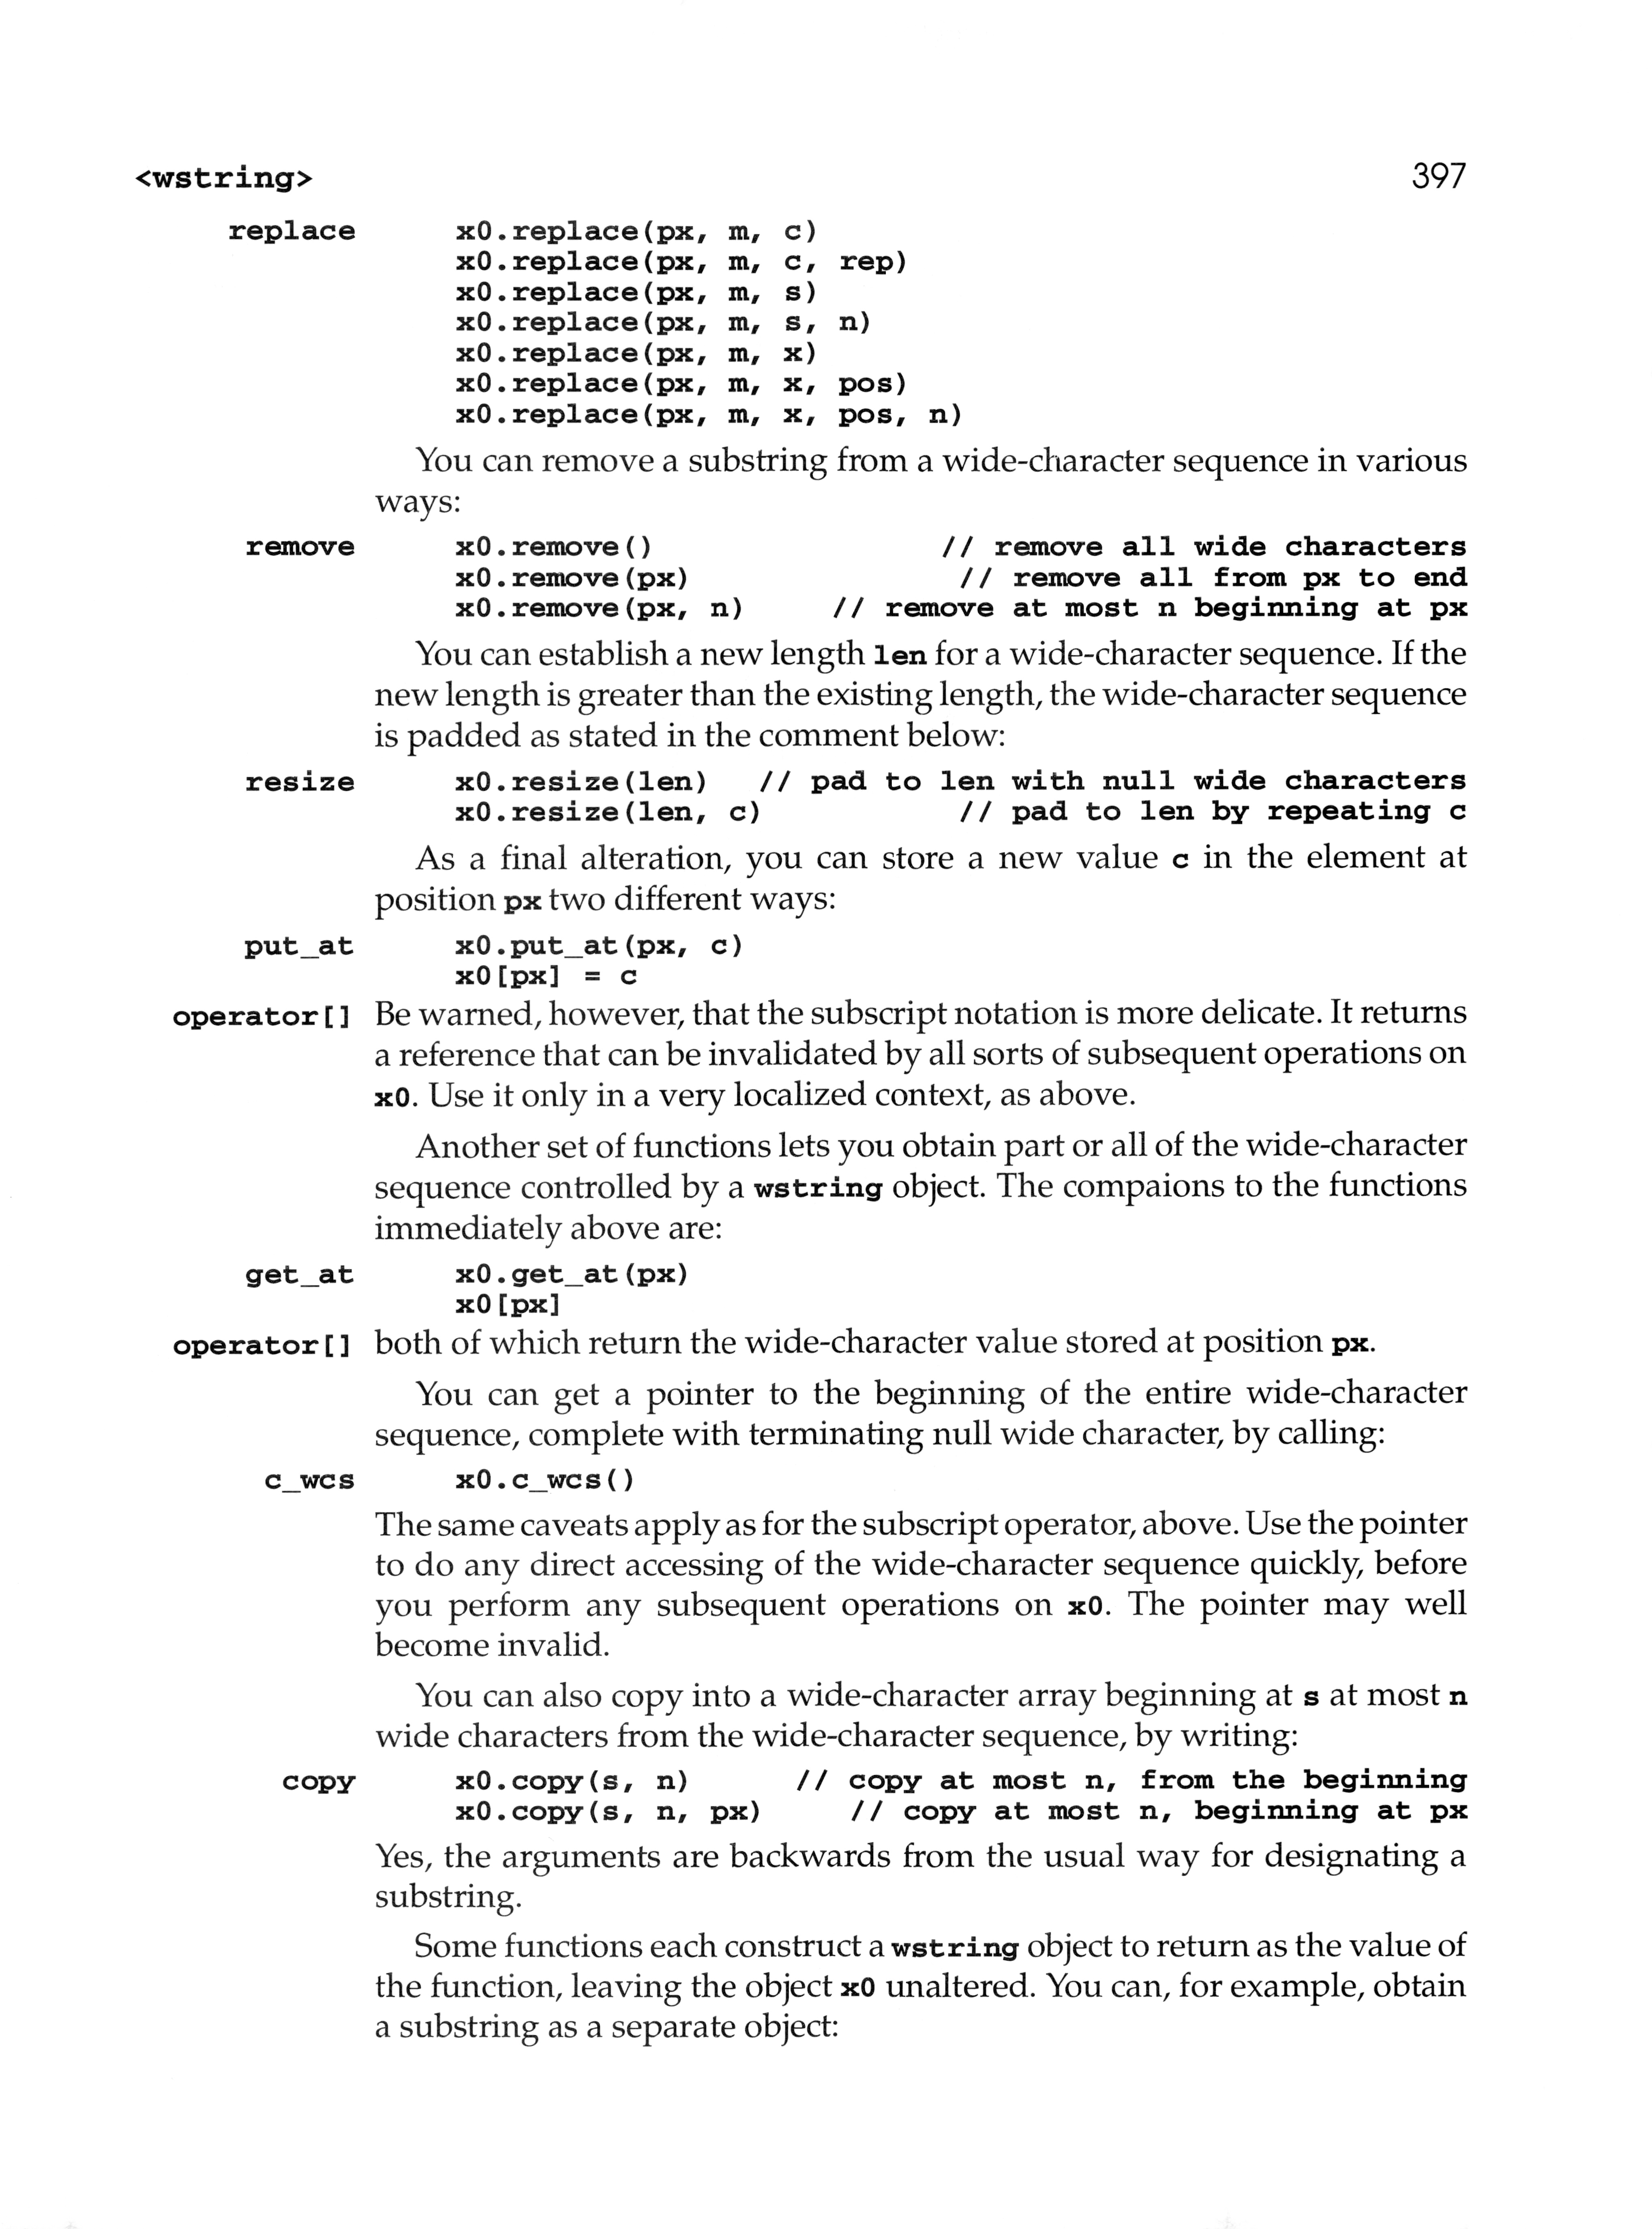 <wstring> 397
replace x0.replace(px, m, c)
x0.replace(px, m, c, rep)
x0.replace(px, m, s)
x0.replace(px, m, s, n)
x0.replace(px, m, x)
x0.replace(px, m, x, pos)
x0.replace(px, m, x, pos, n)
You can remove a substring from a wide-character sequence in various
ways:
remove x0.remove() // remove all wide characters
x0.remove(px) // remove all from px to end
x0.remove(px, n) // remove at most n beginning at px
You can establish a new length len for a wide-character sequence. If the
new length is greater than the existing length, the wide-character sequence
is padded as stated in the comment below:
resize x0.resize(len) // pad to len with null wide characters
x0.resize(len, c) // pad to len by repeating c
As a final alteration, you can store a new value c in the element at
position px two different ways:
put_at x0.put_at(px, c)
x0[px] = c
operator[] Be warned, however, that the subscript notation is more delicate. It returns
a reference that can be invalidated by all sorts of subsequent operations on
x0. Use it only in a very localized context, as above.
Another set of functions lets you obtain part or all of the wide-character
sequence controlled by a wstring object. The compaions to the functions
immediately above are:
get_at x0.get_at(px)
x0[px]
operator[] both of which return the wide-character value stored at position px.
You can get a pointer to the beginning of the entire wide-character
sequence, complete with terminating null wide character, by calling:
c_wcs x0.c_wcs()
The same caveats apply as for the subscript operator, above. Use the pointer
to do any direct accessing of the wide-character sequence quickly, before
you perform any subsequent operations on x0. The pointer may well
become invalid.
You can also copy into a wide-character array beginning at s at most n
wide characters from the wide-character sequence, by writing:
copy x0.copy(s, n) // copy at most n, from the beginning
x0.copy(s, n, px) // copy at most n, beginning at px
Yes, the arguments are backwards from the usual way for designating a
substring.
Some functions each construct a wstring object to return as the value of
the function, leaving the object x0 unaltered. You can, for example, obtain
a substring as a separate object: